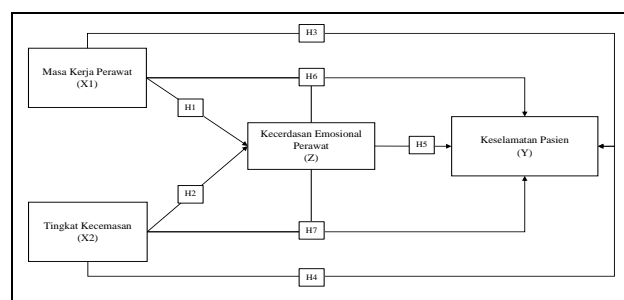 H3
Masa Kerja Perawat
(X1)
H6
H1
Kecerdasan Emosional
Perawat
(Z)
H5
Keselamatan Pasien
(Y)
H2
Tingkat Kecemasan
(X2)
H7
H4